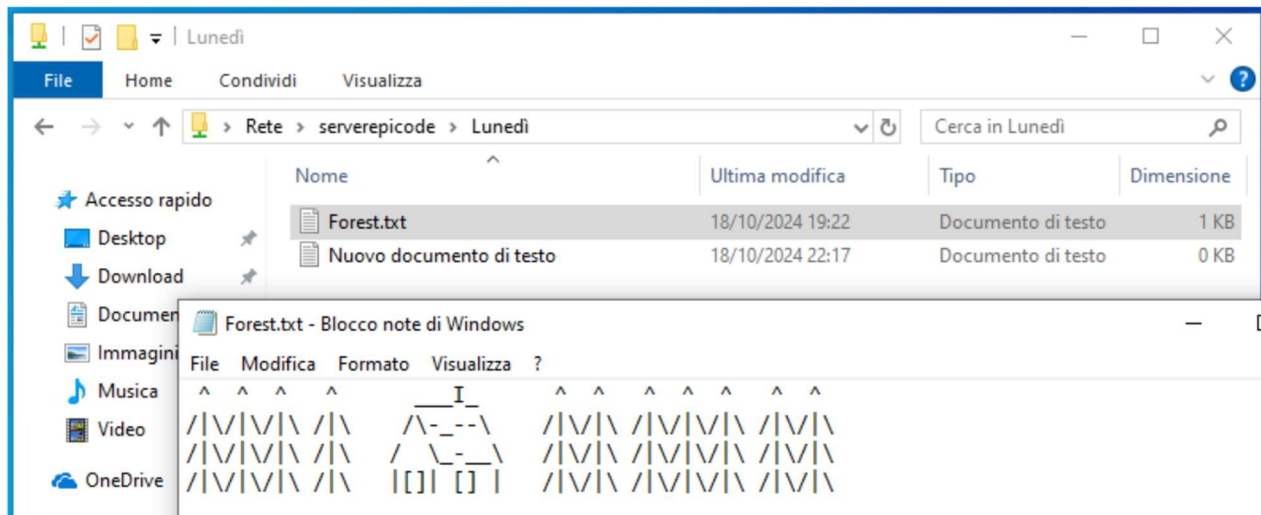 Lunedì
File Home Condividi Visualizza
Rete > serverepicode > Lunedì Cerca in Lunedì
Nome Ultima modifica Tipo Dimensione
Accesso rapido
Forest.txt 18/10/2024 19:22 Documento di testo 1 KB
Desktop
Nuovo documento di testo 18/10/2024 22:17 Documento di testo 0 KB
Download
Documen
Forest.txt - Blocco note di Windows
Immagini
File Modifica Formato Visualizza ?
Musica
Video
OneDrive
 ^  ^  ^   ^      ___I_      ^  ^   ^  ^  ^   ^  ^
/|\/|\/|\ /|\    /\-_--\    /|\/|\ /|\/|\/|\ /|\/|\
/|\/|\/|\ /|\   /  \_-__\   /|\/|\ /|\/|\/|\ /|\/|\
/|\/|\/|\ /|\   |[]| [] |   /|\/|\ /|\/|\/|\ /|\/|\